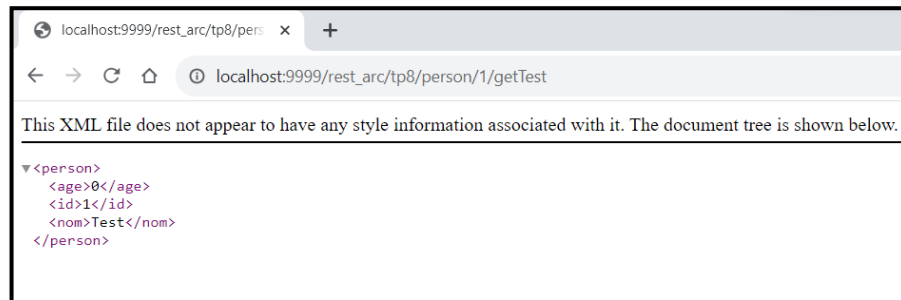 localhost:9999/rest_arc/tp8/pers
localhost:9999/rest_arc/tp8/person/1/getTest
This XML file does not appear to have any style information associated with it. The document tree is shown below.
<person>
<age>0</age>
<id>1</id>
<nom>Test</nom>
</person>